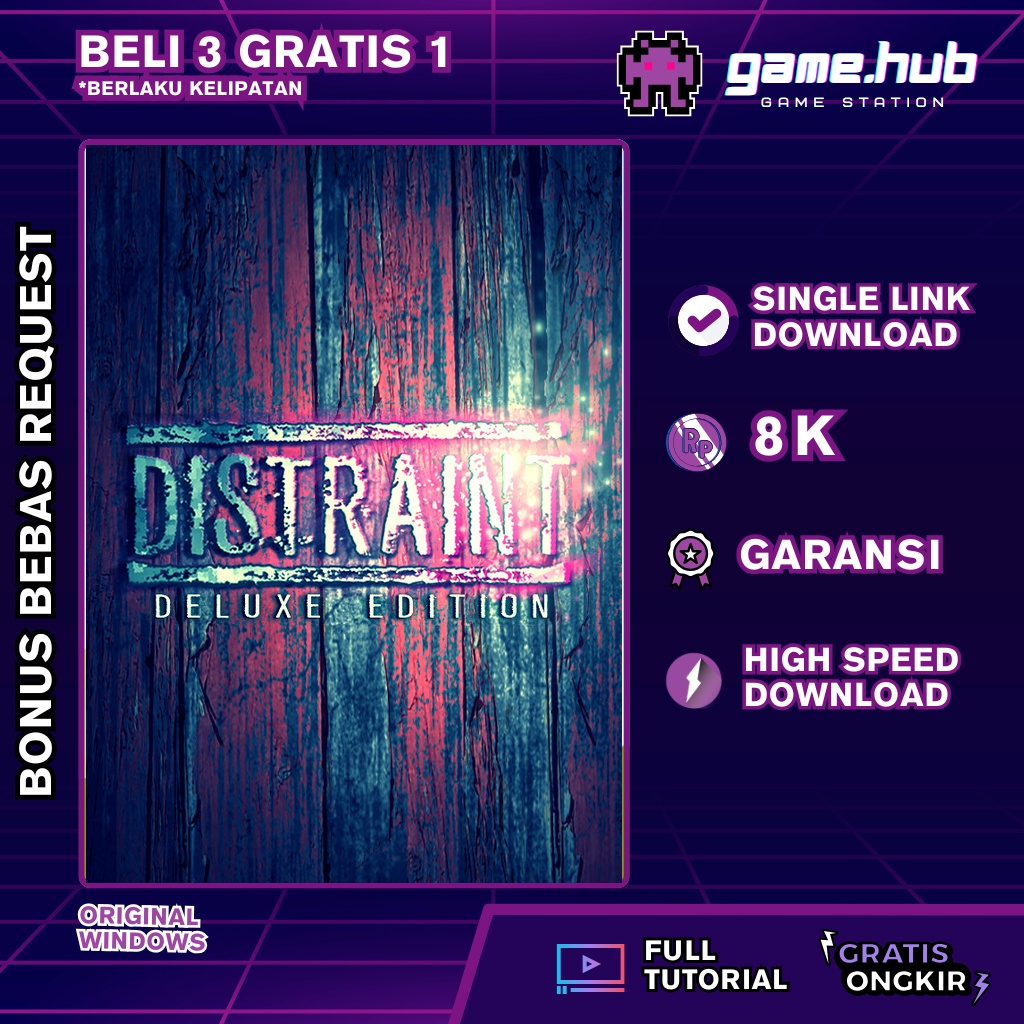 BELI 3 GRATIS 1
*BERLAKU KELIPATAN
game.hub
GAME STATION
BONUS BEBAS REQUEST
DISTRAINT
DELUXE EDITION
SINGLE LINK
DOWNLOAD
RP
8K
GARANSI
HIGH SPEED
DOWNLOAD
ORIGINAL
WINDOWS
FULL
TUTORIAL
GRATIS
ONGKIR